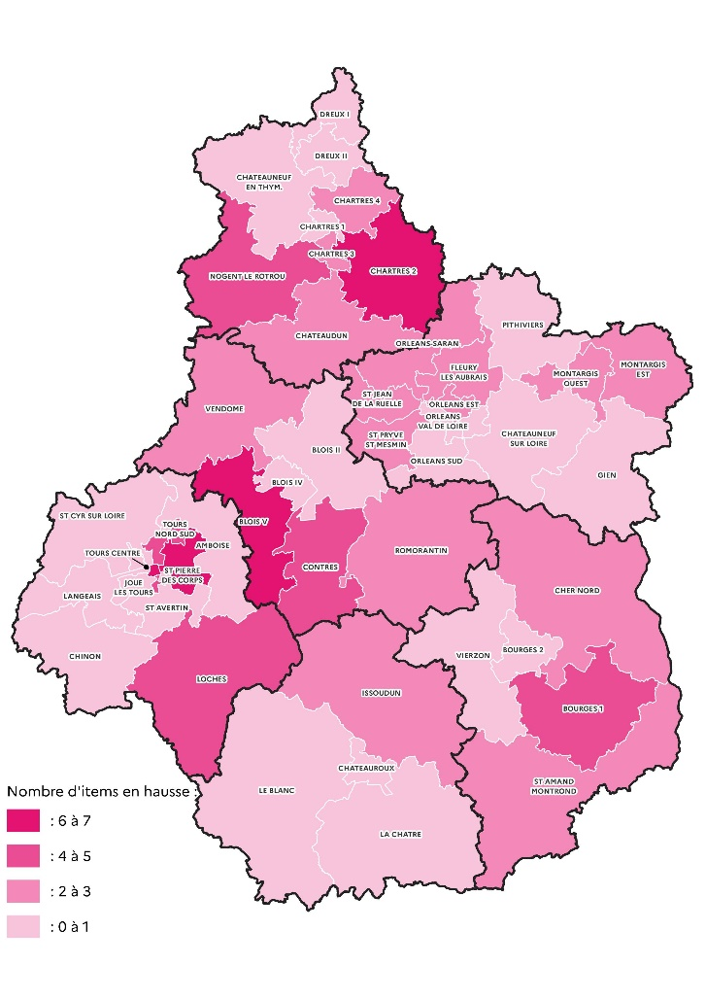 DREUX I
DREUX II
CHATEAUNEUF
EN THYM.
CHARTRES 4
CHARTRES 1
CHARTRES 3
CHARTRES 2
NOGENT LE ROTROU
CHATEAUDUN
ORLEANS SARAN
PITHIVIERS
FLEURY
LES AUBRAIS
MONTARGIS
OUEST
MONTARGIS
EST
ST JEAN
DE LA RUELLE
ORLEANS EST
ORLEANS
VAL DE LOIRE
ST PRYVE
ST MESMIN
ORLEANS SUD
CHATEAUNEUF
SUR LOIRE
GIEN
VENDOME
BLOIS II
BLOIS IV
BLOIS V
CONTRES
ROMORANTIN
ST CYR SUR LOIRE
TOURS
NORD SUD
AMBOISE
TOURS CENTRE
ST PIERRE
DES CORPS
JOUE
LES TOURS
LANGEAIS
ST AVERTIN
CHINON
LOCHES
CHER NORD
VIERZON
BOURGES 2
BOURGES 1
ISSOUDUN
CHATEAUROUX
LE BLANC
LA CHATRE
ST AMAND
MONTROND
Nombre d'items en hausse :
: 6 à 7
: 4 à 5
: 2 à 3
: 0 à 1